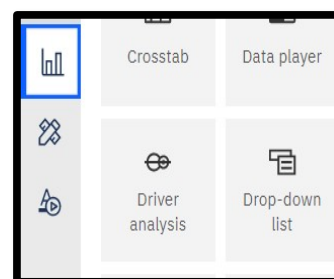 Crosstab
Data player
Driver
analysis
Drop-down
list